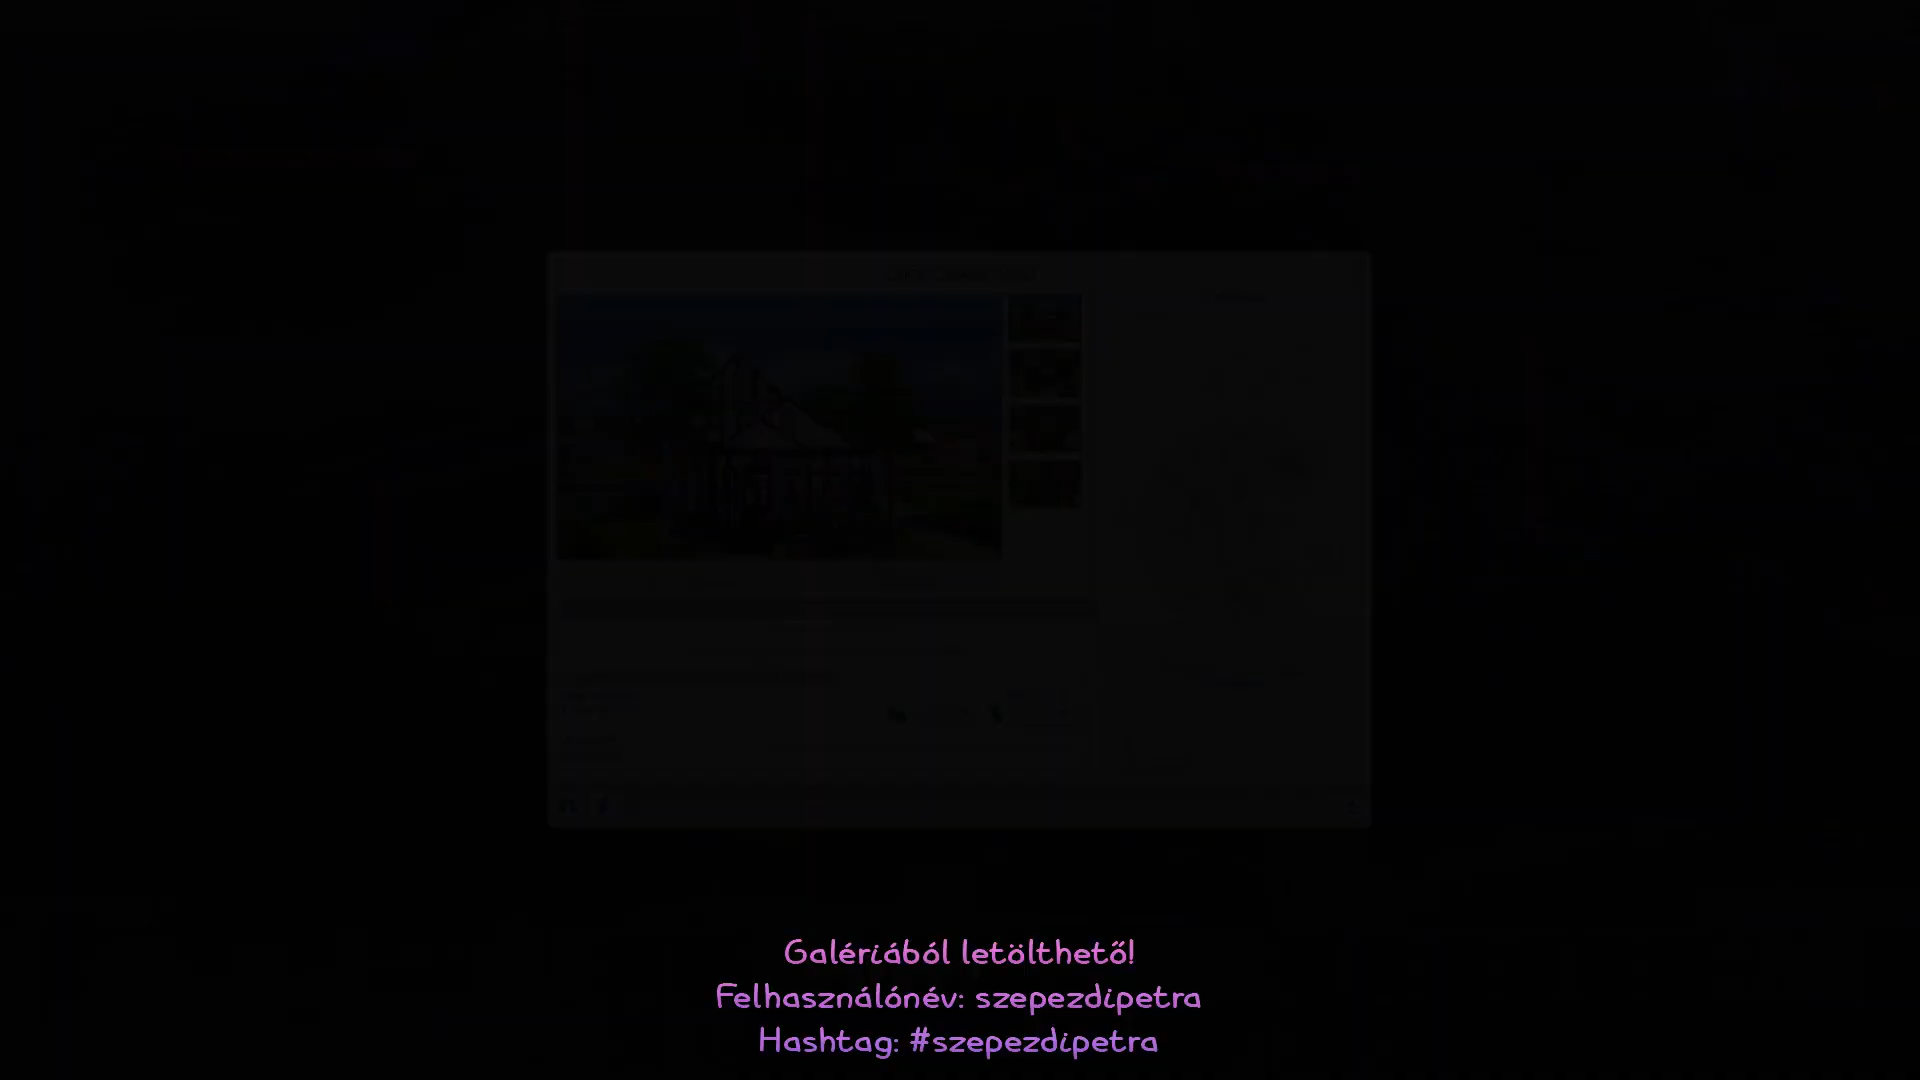 Galériából letölthető!
Felhasználónév: szepezdipetra
Hashtag: #szepezdipetra